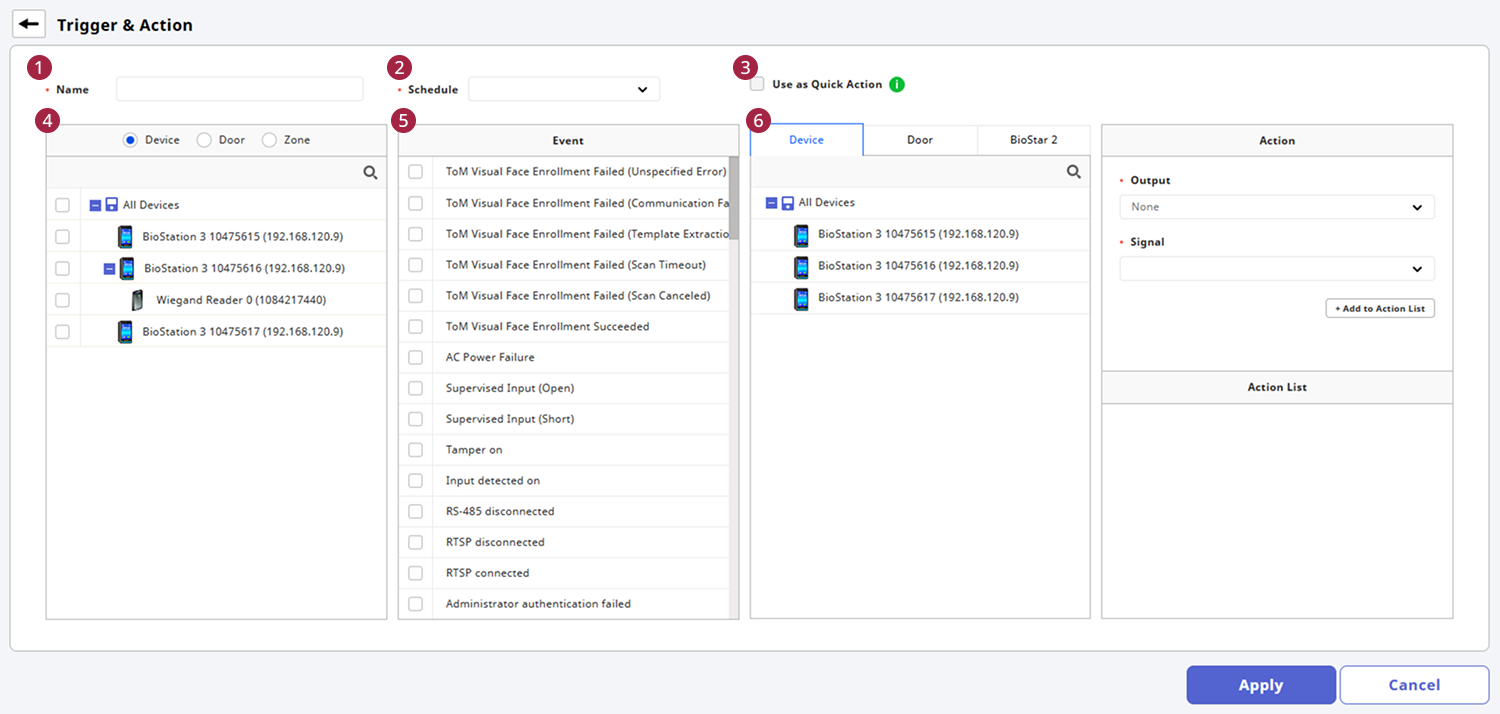 Trigger & Action
1 2 3
Name Schedule Use as Quick Action i
4 5 6
Device Door Zone
Event
Device Door BioStar 2
Action
All Devices
BioStation 3 10475615 (192.168.120.9)
BioStation 3 10475616 (192.168.120.9)
Wiegand Reader 0 (1084217440)
BioStation 3 10475617 (192.168.120.9)
ToM Visual Face Enrollment Failed (Unspecified Error)
ToM Visual Face Enrollment Failed (Communication Fa
ToM Visual Face Enrollment Failed (Template Extractio
ToM Visual Face Enrollment Failed (Scan Timeout)
ToM Visual Face Enrollment Failed (Scan Canceled)
ToM Visual Face Enrollment Succeeded
AC Power Failure
Supervised Input (Open)
Supervised Input (Short)
Tamper on
Input detected on
RS-485 disconnected
RTSP disconnected
RTSP connected
Administrator authentication failed
All Devices
BioStation 3 10475615 (192.168.120.9)
BioStation 3 10475616 (192.168.120.9)
BioStation 3 10475617 (192.168.120.9)
Output
None
Signal
+ Add to Action List
Action List
Apply Cancel